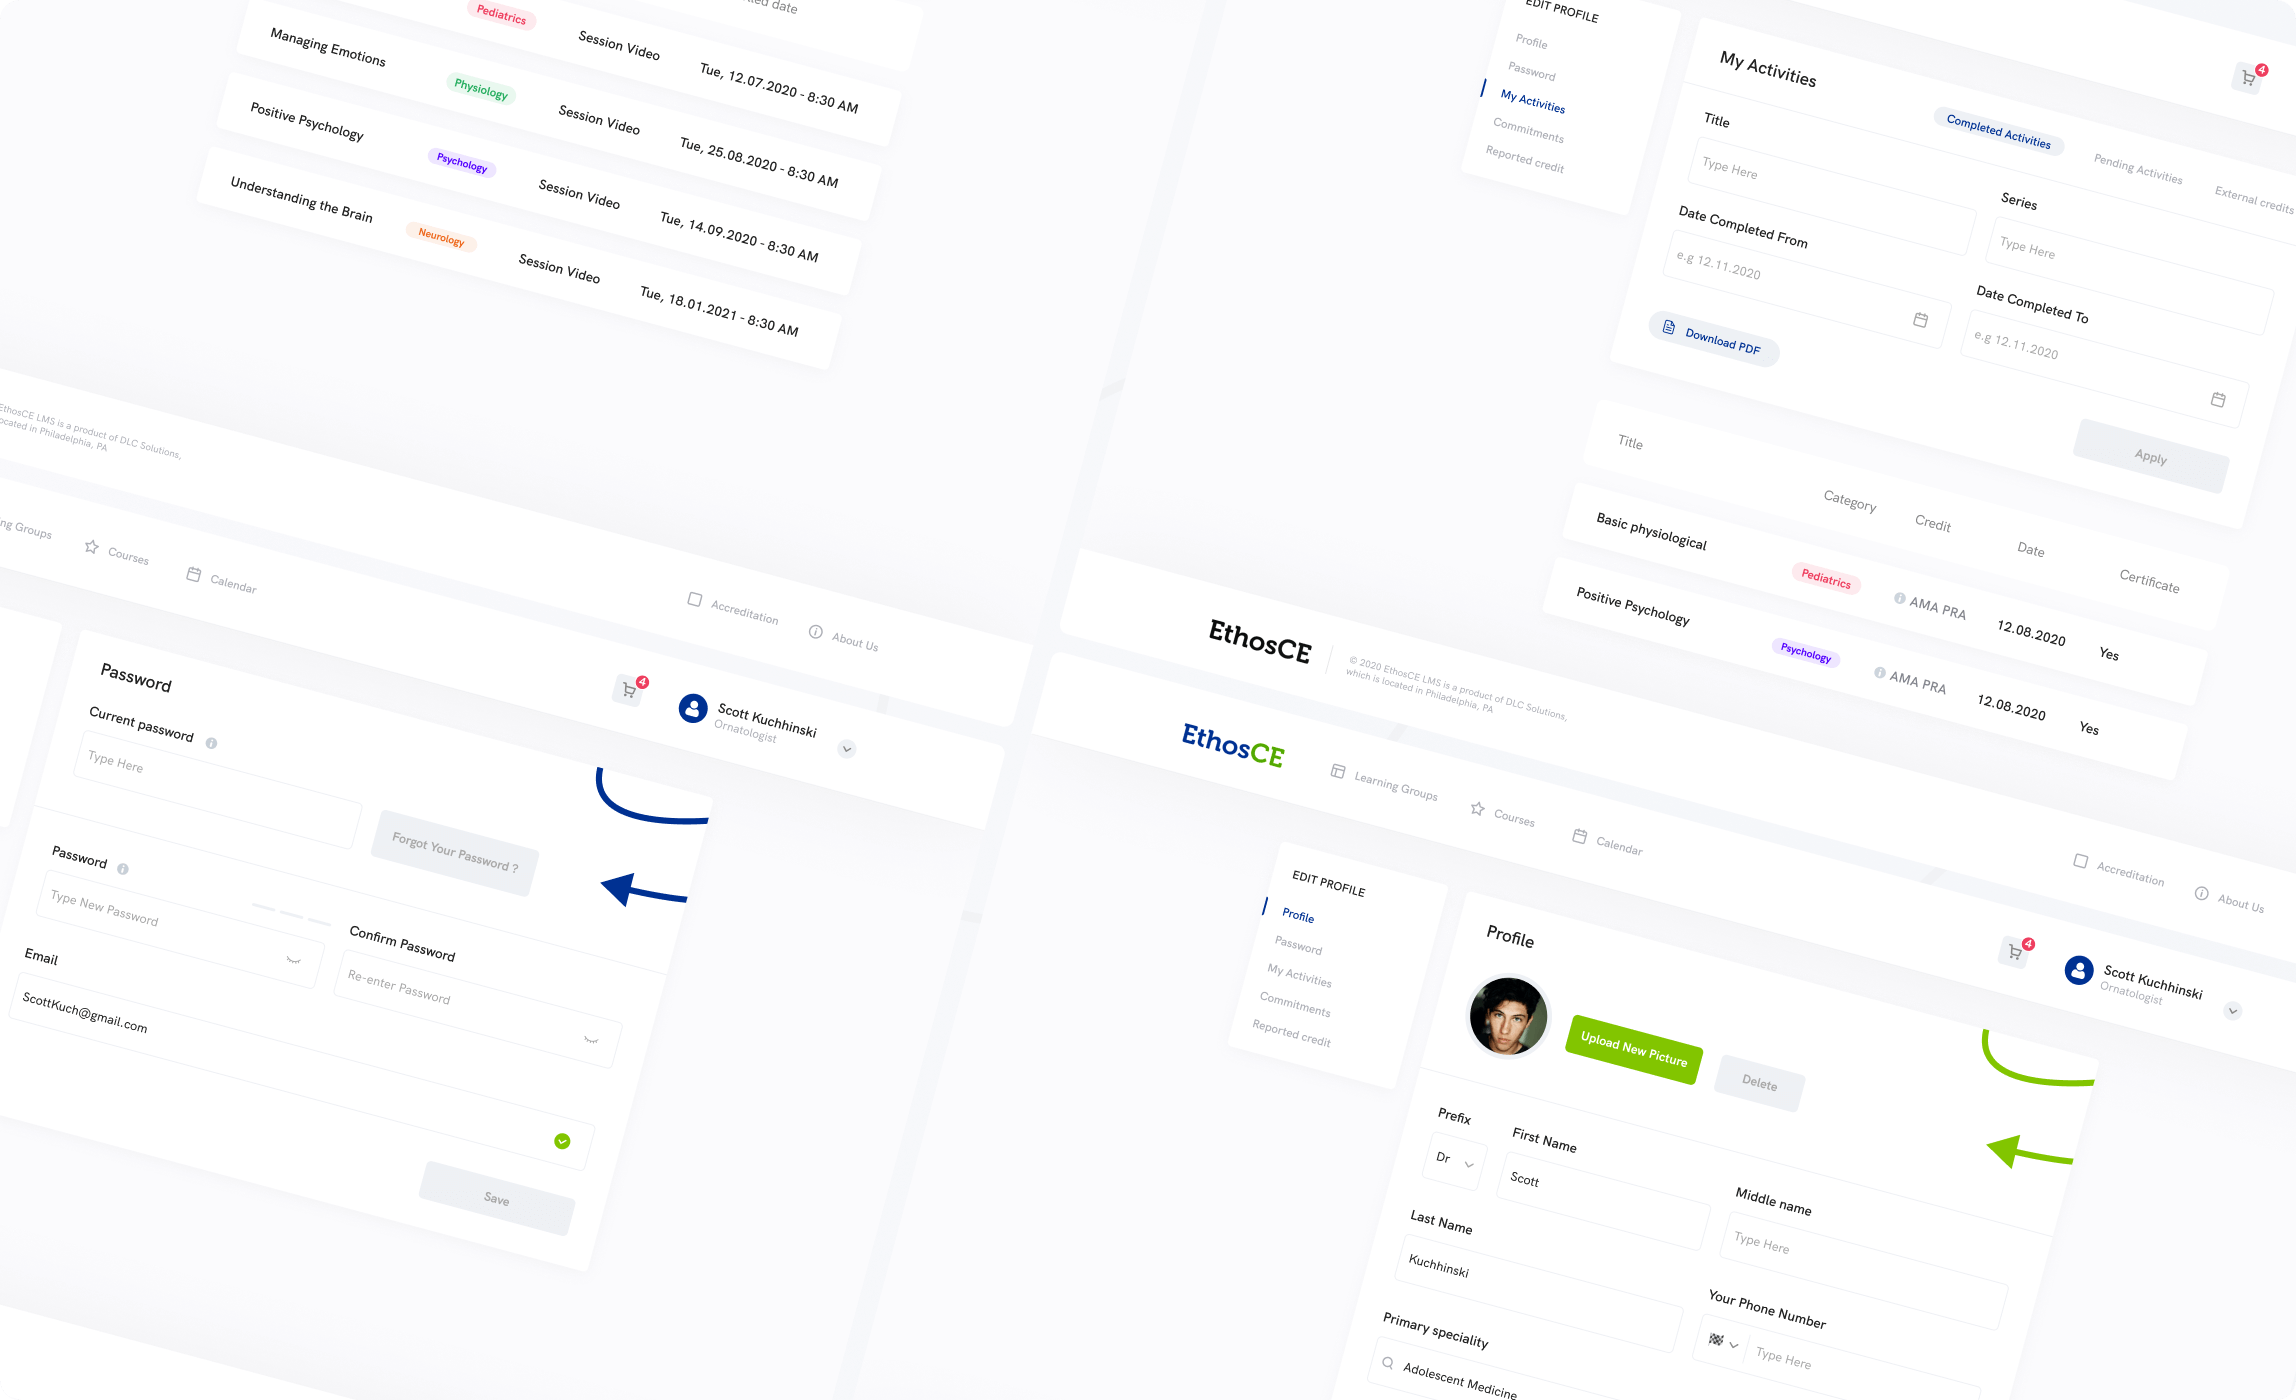 Pediatrics
Session Video
Tue, 12.07.2020 - 8:30 AM
date
Managing Emotions
Physiology
Session Video
Tue, 25.08.2020 - 8:30 AM
Positive Psychology
Psychology
Session Video
Tue, 14.09.2020 - 8:30 AM
Understanding the Brain
Neurology
Session Video
Tue, 18.01.2021 - 8:30 AM
EthosCE LMS is a product of DLC Solutions,
located in Philadelphia, PA
Groups
Courses
Calendar
Accreditation
About Us
4
Scott Kuchhinski
Ornatologist
Password
Current password
Type Here
Forgot Your Password ?
Password
Type New Password
Confirm Password
Re-enter Password
Email
ScottKuch@gmail.com
Save
EDIT PROFILE
Profile
Password
My Activities
Commitments
Reported credit
4
My Activities
Completed Activities
Pending Activities
External credits
Title
Type Here
Series
Type Here
Date Completed From
e.g 12.11.2020
Date Completed To
e.g 12.11.2020
Download PDF
Apply
Title
Category
Credit
Date
Certificate
Basic physiological
Pediatrics
AMA PRA
12.08.2020
Yes
Positive Psychology
Psychology
AMA PRA
12.08.2020
Yes
EthosCE
© 2020 EthosCE LMS is a product of DLC Solutions,
which is located in Philadelphia, PA
EthosCE
Learning Groups
Courses
Calendar
Accreditation
About Us
4
Scott Kuchhinski
Ornatologist
EDIT PROFILE
Profile
Password
My Activities
Commitments
Reported credit
Profile
Upload New Picture
Delete
Prefix
Dr
First Name
Scott
Middle name
Type Here
Last Name
Kuchhinski
Your Phone Number
Type Here
Primary speciality
Adolescent Medicine